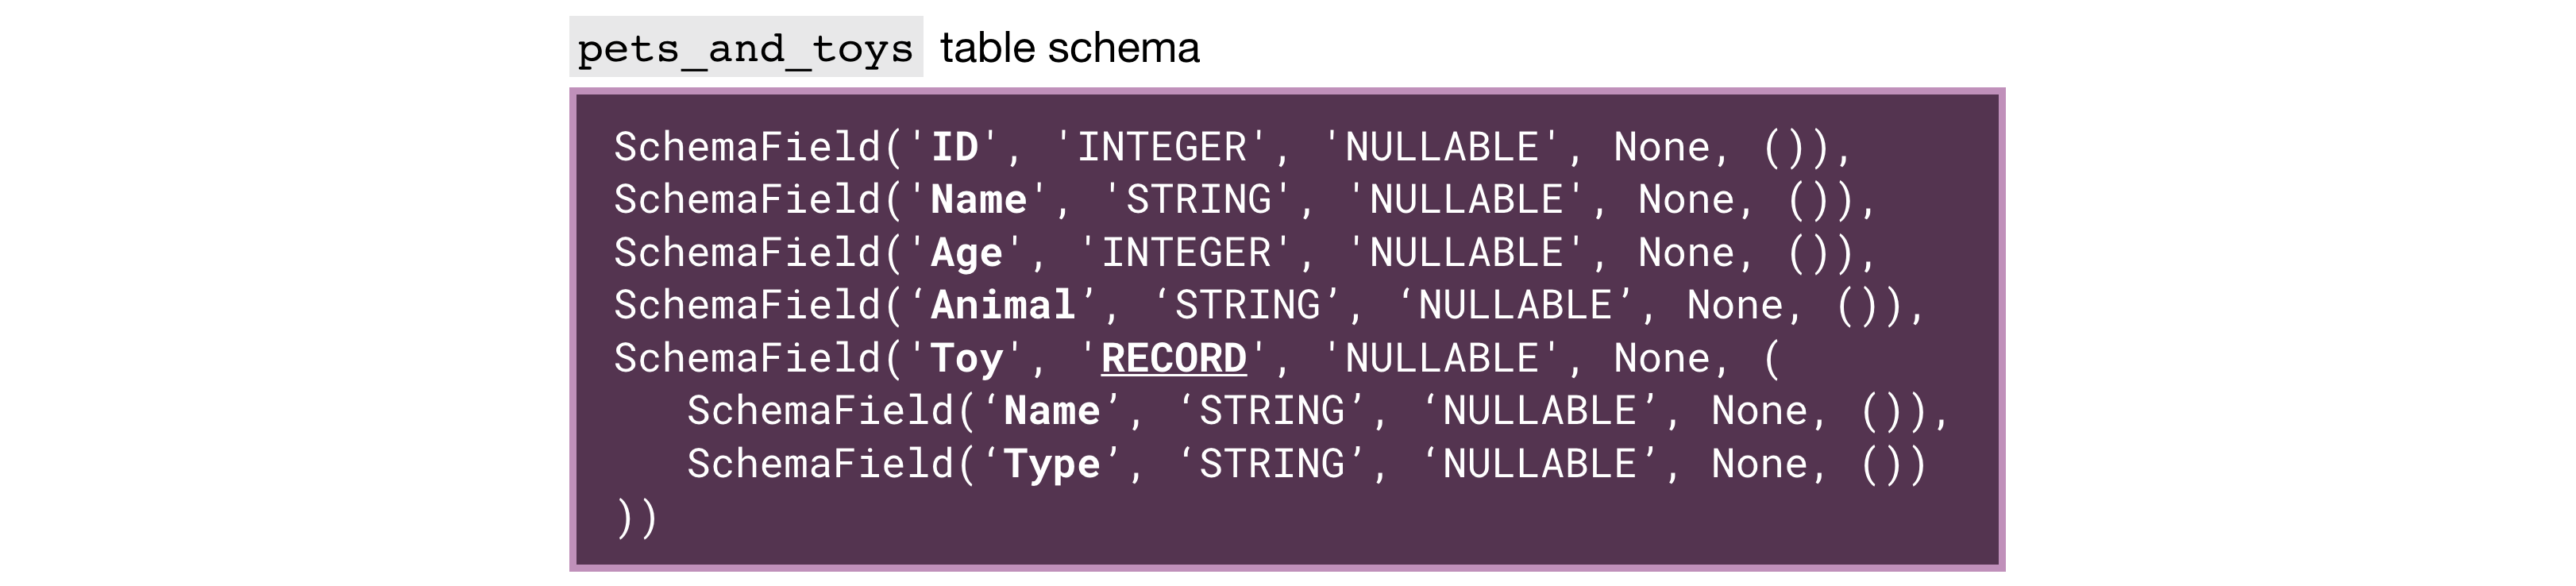 pets_and_toys table schema
SchemaField('ID', 'INTEGER', 'NULLABLE', None, ()),
SchemaField('Name', 'STRING', 'NULLABLE', None, ()),
SchemaField('Age', 'INTEGER', 'NULLABLE', None, ()),
SchemaField(‘Animal’, ‘STRING’, ‘NULLABLE’, None, ()),
SchemaField('Toy', 'RECORD', 'NULLABLE', None, (
SchemaField(‘Name’, ‘STRING’, ‘NULLABLE’, None, ()),
SchemaField(‘Type’, ‘STRING’, ‘NULLABLE’, None, ())
))